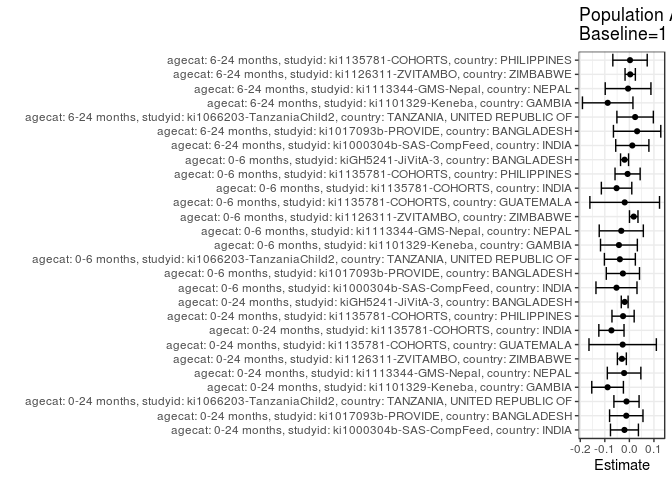 Population
Baseline=1
agecat: 6-24 months, studyid: ki1135781-COHORTS, country: PHILIPPINES
agecat: 6-24 months, studyid: ki1126311-ZVITAMBO, country: ZIMBABWE
agecat: 6-24 months, studyid: ki1113344-GMS-Nepal, country: NEPAL
agecat: 6-24 months, studyid: ki1101329-Keneba, country: GAMBIA
agecat: 6-24 months, studyid: ki1066203-TanzaniaChild2, country: TANZANIA, UNITED REPUBLIC OF
agecat: 6-24 months, studyid: ki1017093b-PROVIDE, country: BANGLADESH
agecat: 6-24 months, studyid: ki1000304b-SAS-CompFeed, country: INDIA
agecat: 0-6 months, studyid: kiGH5241-JiVitA-3, country: BANGLADESH
agecat: 0-6 months, studyid: ki1135781-COHORTS, country: PHILIPPINES
agecat: 0-6 months, studyid: ki1135781-COHORTS, country: INDIA
agecat: 0-6 months, studyid: ki1135781-COHORTS, country: GUATEMALA
agecat: 0-6 months, studyid: ki1126311-ZVITAMBO, country: ZIMBABWE
agecat: 0-6 months, studyid: ki1113344-GMS-Nepal, country: NEPAL
agecat: 0-6 months, studyid: ki1101329-Keneba, country: GAMBIA
agecat: 0-6 months, studyid: ki1066203-TanzaniaChild2, country: TANZANIA, UNITED REPUBLIC OF
agecat: 0-6 months, studyid: ki1017093b-PROVIDE, country: BANGLADESH
agecat: 0-6 months, studyid: ki1000304b-SAS-CompFeed, country: INDIA
agecat: 0-24 months, studyid: kiGH5241-JiVitA-3, country: BANGLADESH
agecat: 0-24 months, studyid: ki1135781-COHORTS, country: PHILIPPINES
agecat: 0-24 months, studyid: ki1135781-COHORTS, country: INDIA
agecat: 0-24 months, studyid: ki1135781-COHORTS, country: GUATEMALA
agecat: 0-24 months, studyid: ki1126311-ZVITAMBO, country: ZIMBABWE
agecat: 0-24 months, studyid: ki1113344-GMS-Nepal, country: NEPAL
agecat: 0-24 months, studyid: ki1101329-Keneba, country: GAMBIA
agecat: 0-24 months, studyid: ki1066203-TanzaniaChild2, country: TANZANIA, UNITED REPUBLIC OF
agecat: 0-24 months, studyid: ki1017093b-PROVIDE, country: BANGLADESH
agecat: 0-24 months, studyid: ki1000304b-SAS-CompFeed, country: INDIA
-0.2 -0.1 0.0 0.1
Estimate